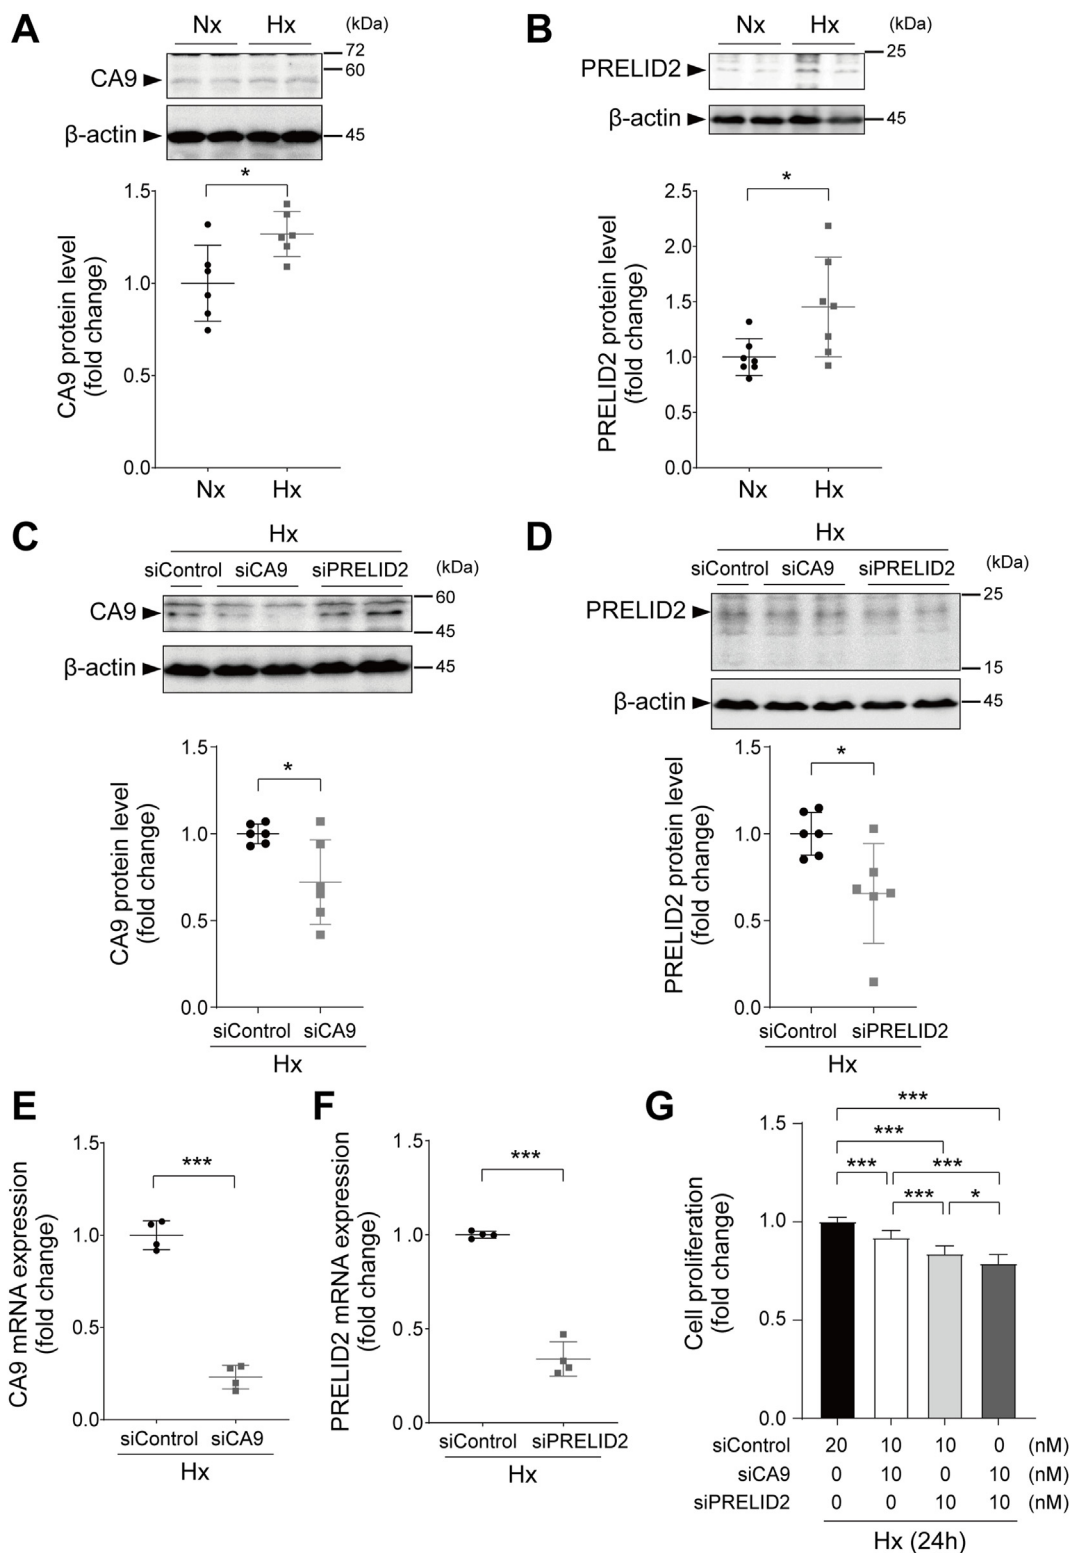 A
Nx Hx (kDa)
72
CA9
60
β-actin
45
*
1.5
1.0
0.5
0.0
CA9 protein level
(fold change)
Nx Hx
B
Nx Hx (kDa)
25
PRELID2
β-actin
45
*
2.5
2.0
1.5
1.0
0.5
0.0
PRELID2 protein level
(fold change)
Nx Hx
C
Hx
siControl siCA9 siPRELID2 (kDa)
60
CA9
45
β-actin
45
1.5
*
1.0
0.5
0.0
CA9 protein level
(fold change)
siControl siCA9
Hx
D
Hx
siControl siCA9 siPRELID2 (kDa)
25
PRELID2
15
β-actin
45
1.5
*
1.0
0.5
0.0
PRELID2 protein level
(fold change)
siControl siPRELID2
Hx
E
1.5
***
1.0
0.5
0.0
CA9 mRNA expression
(fold change)
siControl siCA9
Hx
F
1.5
***
1.0
0.5
0.0
PRELID2 mRNA expression
(fold change)
siControl siPRELID2
Hx
G
***
***
*** ***
*** *
1.5
1.0
0.5
0.0
Cell proliferation
(fold change)
siControl 20 10 10 0 (nM)
siCA9 0 10 0 10 (nM)
siPRELID2 0 0 10 10 (nM)
Hx (24h)